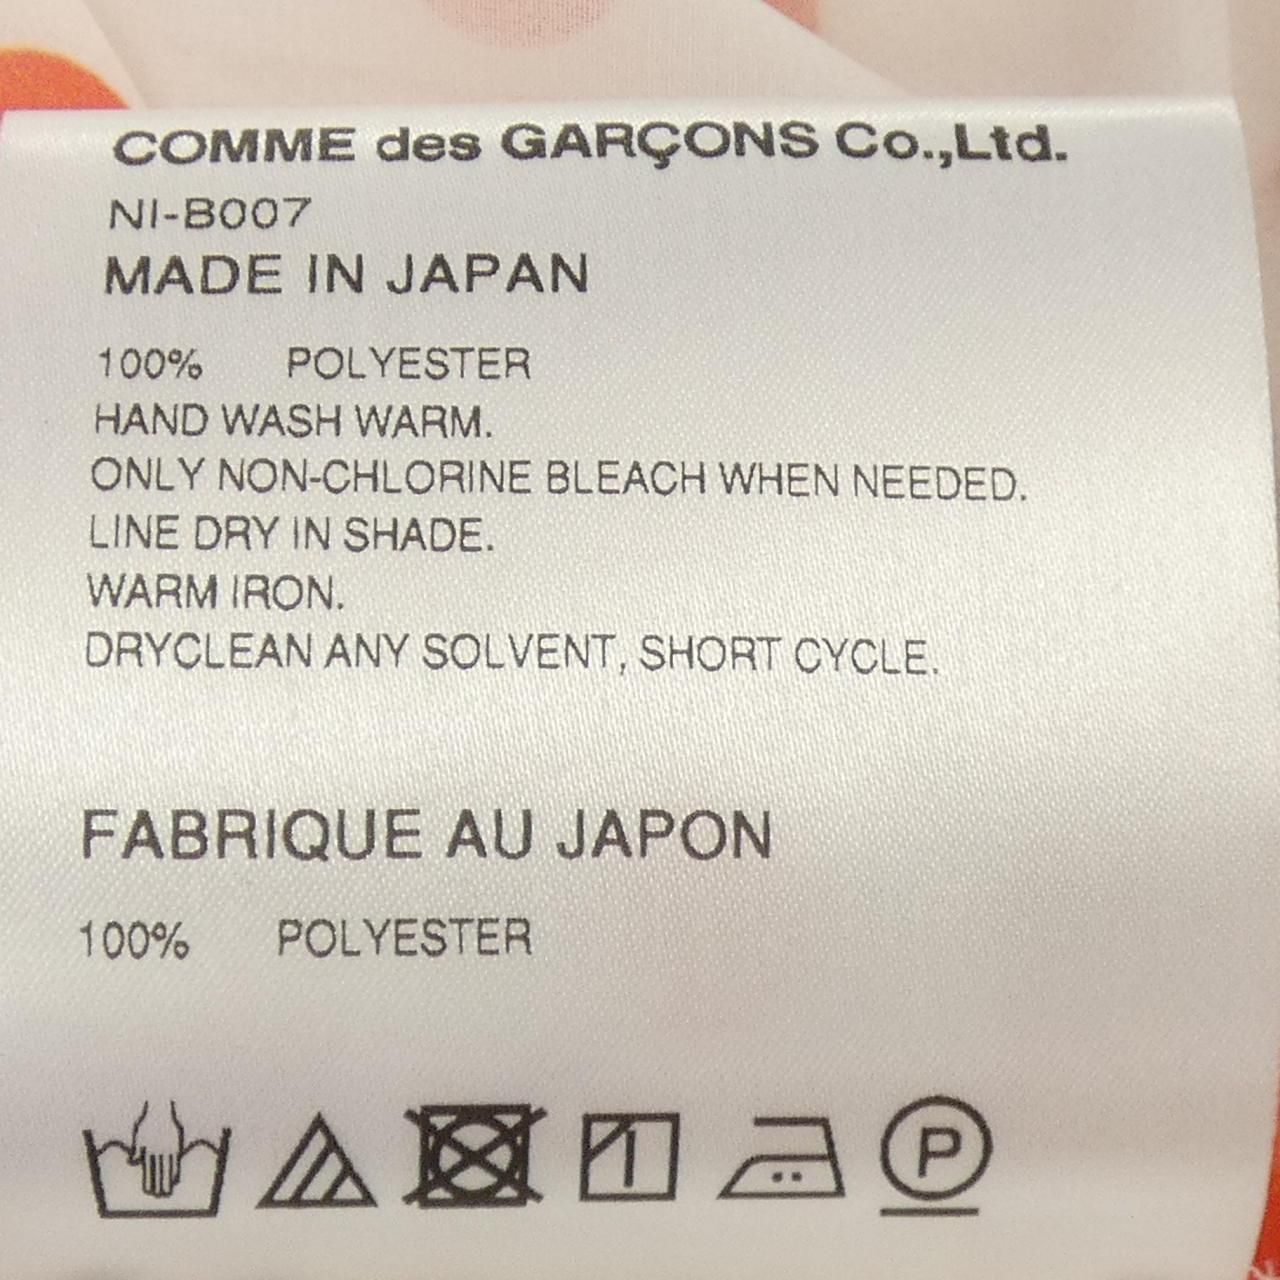 COMME des GARÇONS Co.,Ltd.
NI-B007
MADE IN JAPAN
100% POLYESTER
HAND WASH WARM.
ONLY NON-CHLORINE BLEACH WHEN NEEDED.
LINE DRY IN SHADE.
WARM IRON.
DRYCLEAN ANY SOLVENT, SHORT CYCLE.
FABRIQUE AU JAPON
100% POLYESTER
P